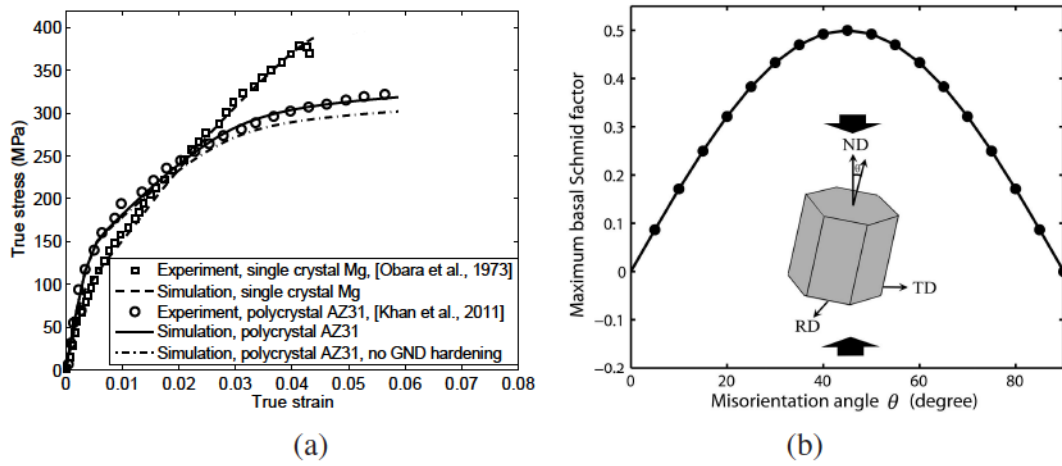 400
350
300
250
200
150
100
50
0
True stress (MPa)
Experiment, single crystal Mg, [Obara et al., 1973]
Simulation, single crystal Mg
Experiment, polycrystal AZ31, [Khan et al., 2011]
Simulation, polycrystal AZ31
Simulation, polycrystal AZ31, no GND hardening
0 0.01 0.02 0.03 0.04 0.05 0.06 0.07 0.08
True strain
(a)
0.5
0.4
0.3
0.2
0.1
0
−0.1
−0.2
Maximum basal Schmid factor
ND
θ
TD
RD
0 20 40 60 80
Misorientation angle θ (degree)
(b)